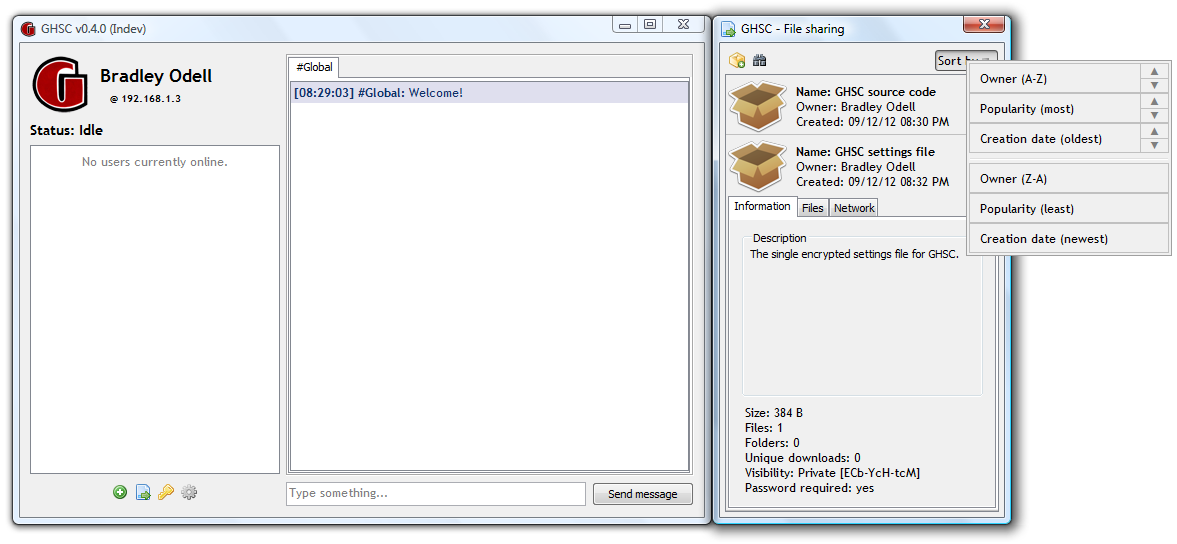 GHSC v0.4.0 (Indev)
Bradley Odell
@ 192.168.1.3
Status: Idle
No users currently online.
#Global
[08:29:03] #Global: Welcome!
Type something...
Send message
GHSC - File sharing
Sort by
Name: GHSC source code
Owner: Bradley Odell
Created: 09/12/12 08:30 PM
Name: GHSC settings file
Owner: Bradley Odell
Created: 09/12/12 08:32 PM
Information Files Network
Description
The single encrypted settings file for GHSC.
Size: 384 B
Files: 1
Folders: 0
Unique downloads: 0
Visibility: Private [ECb-YcH-tcM]
Password required: yes
Owner (A-Z)
Popularity (most)
Creation date (oldest)
Owner (Z-A)
Popularity (least)
Creation date (newest)